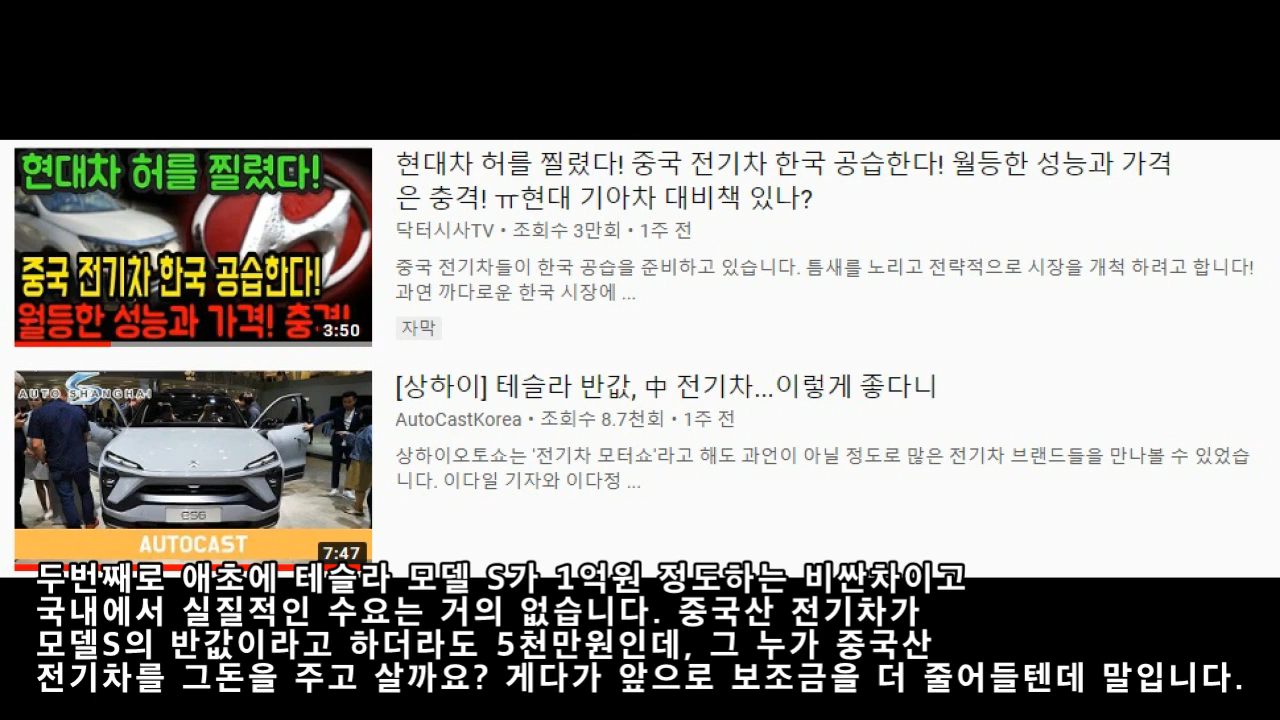 현대차 허를 찔렸다!
중국 전기차 한국 공습한다!
월등한 성능과 가격! 충격!
3:50
현대차 허를 찔렸다! 중국 전기차 한국 공습한다! 월등한 성능과 가격
은 충격! ㅠ현대 기아차 대비책 있나?
닥터시사TV • 조회수 3만회 • 1주 전
중국 전기차들이 한국 공습을 준비하고 있습니다. 틈새를 노리고 전략적으로 시장을 개척 하려고 합니다!
과연 까다로운 한국 시장에 ...
자막
AUTO SHANGHAI
ES6
AUTOCAST
7:47
[상하이] 테슬라 반값, 中 전기차...이렇게 좋다니
AutoCastKorea • 조회수 8.7천회 • 1주 전
상하이오토쇼는 '전기차 모터쇼'라고 해도 과언이 아닐 정도로 많은 전기차 브랜드들을 만나볼 수 있었습
니다. 이다일 기자와 이다정 ...
두번째로 애초에 테슬라 모델 S가 1억원 정도하는 비싼차이고
국내에서 실질적인 수요는 거의 없습니다. 중국산 전기차가
모델S의 반값이라고 하더라도 5천만원인데, 그 누가 중국산
전기차를 그돈을 주고 살까요? 게다가 앞으로 보조금을 더 줄어들텐데 말입니다.